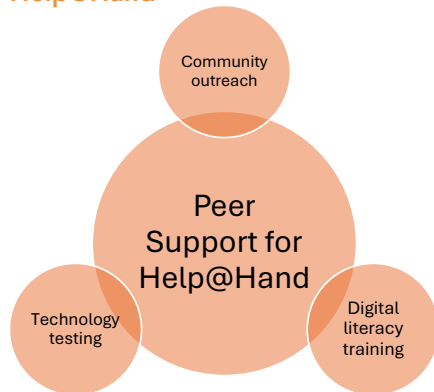 Community
outreach
Peer
Support for
Help@Hand
Technology
testing
Digital
literacy
training